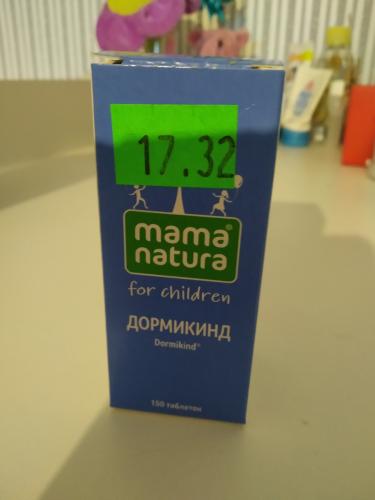 17.32
mama®
natura
for children
ДОРМИКИНД
Dormikind®
150 таблеток